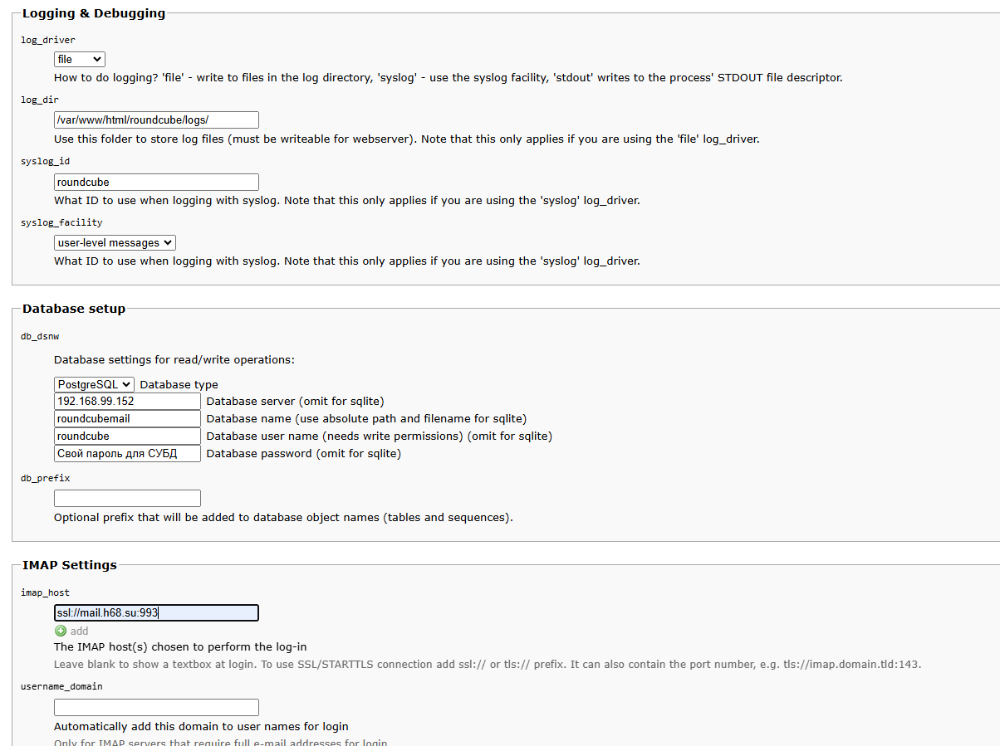 Logging & Debugging
log_driver
file
How to do logging? 'file' - write to files in the log directory, 'syslog' - use the syslog facility, 'stdout' writes to the process' STDOUT file descriptor.
log_dir
/var/www/html/roundcube/logs/
Use this folder to store log files (must be writeable for webserver). Note that this only applies if you are using the 'file' log_driver.
syslog_id
roundcube
What ID to use when logging with syslog. Note that this only applies if you are using the 'syslog' log_driver.
syslog_facility
user-level messages
What ID to use when logging with syslog. Note that this only applies if you are using the 'syslog' log_driver.
Database setup
db_dsnw
Database settings for read/write operations:
PostgreSQL Database type
192.168.99.152 Database server (omit for sqlite)
roundcubemail Database name (use absolute path and filename for sqlite)
roundcube Database user name (needs write permissions) (omit for sqlite)
Свой пароль для СУБД Database password (omit for sqlite)
db_prefix
Optional prefix that will be added to database object names (tables and sequences).
IMAP Settings
imap_host
ssl://mail.h68.su:993
add
The IMAP host(s) chosen to perform the log-in
Leave blank to show a textbox at login. To use SSL/STARTTLS connection add ssl:// or tls:// prefix. It can also contain the port number, e.g. tls://imap.domain.tld:143.
username_domain
Automatically add this domain to user names for login
Only for IMAP servers that require full e-mail addresses for login